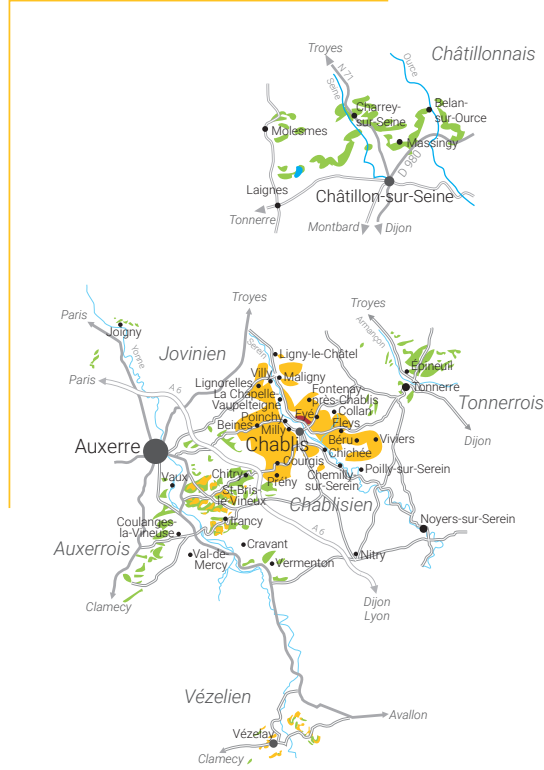 Châtillonnais
Troyes
N 71
Seine
Ource
Charrey-
sur-Seine
Belan-
sur-Ource
Molesmes
Massingy
D 980
Laignes
Châtillon-sur-Seine
Tonnerre
Montbard
Dijon
Troyes
Troyes
Paris
Joigny
Yonne
Jovinien
Serein
Armançon
Ligny-le-Châtel
Épineuil
Paris
A 6
Villy
Maligny
Lignorelles
Fontenay-
près-Chablis
Tonnerre
La Chapelle-
Vaupelteigne
Tonnerrois
Collan
Poinchy
Fyé
Fleys
Beines
Milly
Dijon
Auxerre
Chablis
Béru
Viviers
Chichée
Courgis
Chemilly-
sur-Serein
Poilly-sur-Serein
Vaux
Chitry
Préhy
St-Bris-
le-Vineux
Chablisien
Coulanges-
la-Vineuse
Irancy
A 6
Noyers-sur-Serein
Auxerrois
Val-de-
Mercy
Cravant
Vermenton
Nitry
Clamecy
Dijon
Lyon
Vézelien
Avallon
Vézelay
Clamecy